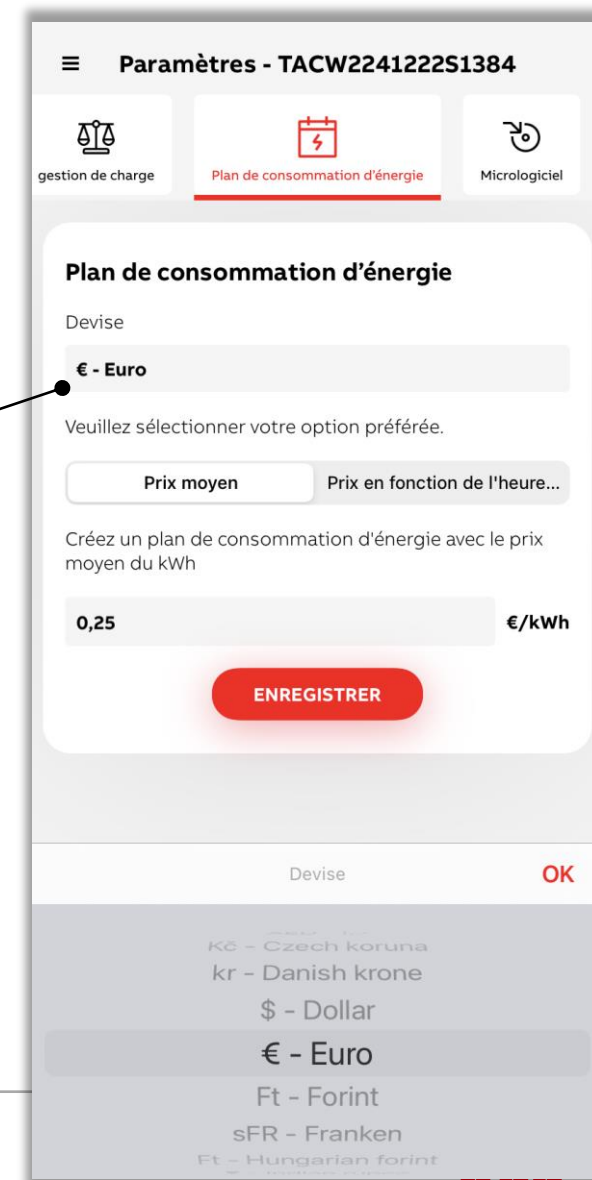 Paramètres - TACW2241222S1384
gestion de charge
Plan de consommation d'énergie
Micrologiciel
Plan de consommation d'énergie
Devise
€ - Euro
Veuillez sélectionner votre option préférée.
Prix moyen
Prix en fonction de l'heure...
Créez un plan de consommation d'énergie avec le prix
moyen du kWh
0,25
€/kWh
ENREGISTRER
Devise
OK
Kč - Czech koruna
kr - Danish krone
$ - Dollar
€ - Euro
Ft - Forint
sFR - Franken
Ft - Hungarian forint